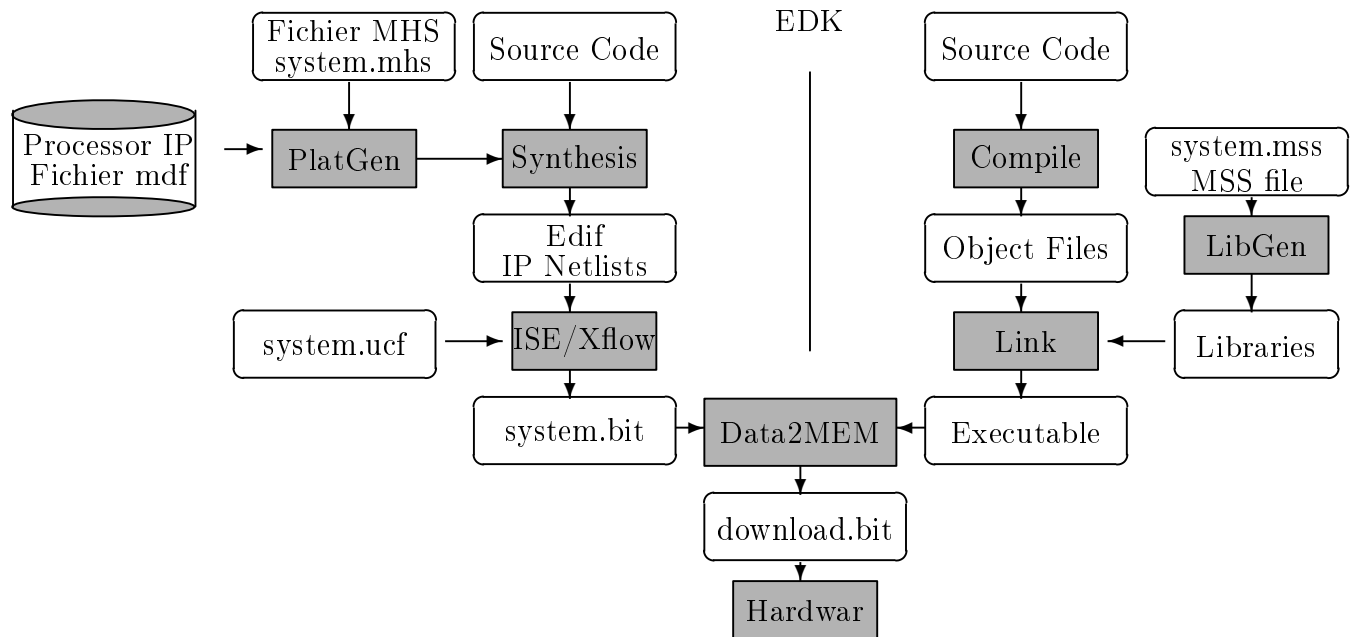 EDK
Fichier MHS
system.mhs
Source Code
Source Code
Processor IP
Fichier mdf
PlatGen
Synthesis
Compile
system.mss
MSS file
Edif
IP Netlists
Object Files
LibGen
system.ucf
ISE/Xflow
Link
Libraries
system.bit
Data2MEM
Executable
download.bit
Hardwar